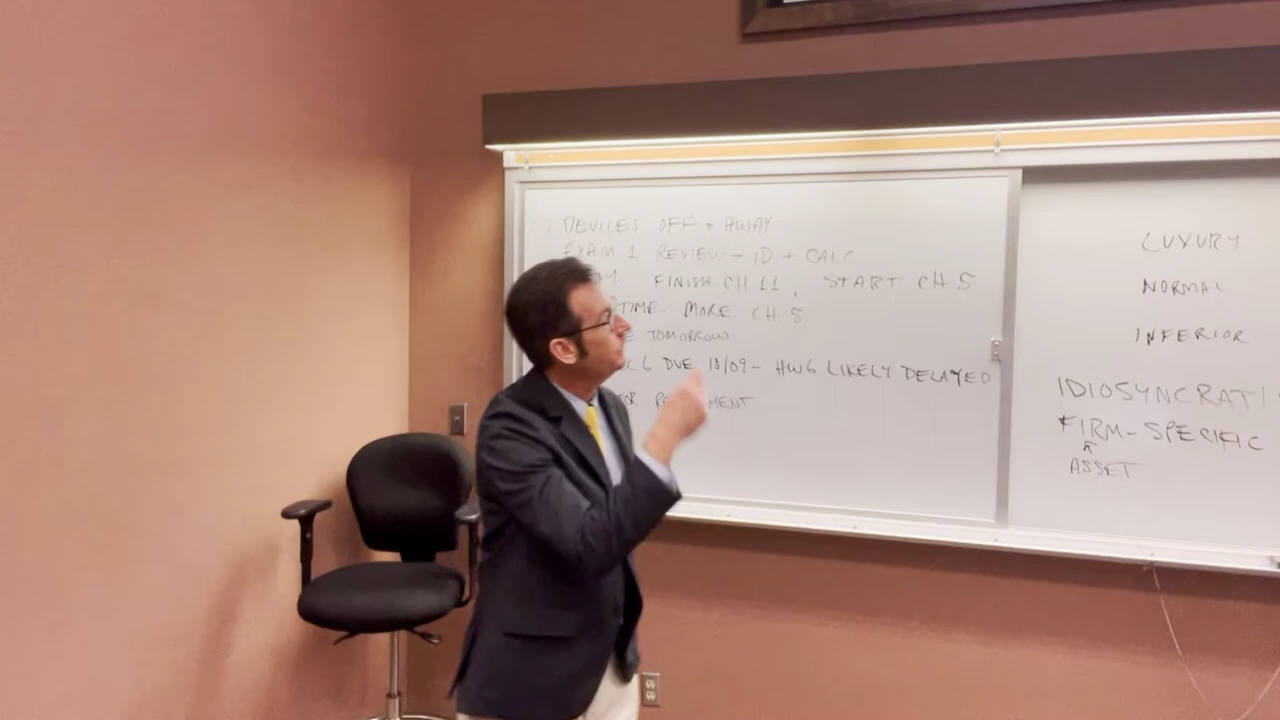 DEVICES OFF + AWAY
EXAM 1 REVIEW - ID + CALC
FINISH CH 11, START CH 5
TIME: MORE CH 5
TOMORROW
6 DUE 10/09 - HW6 LIKELY DELAYED
LUXURY
NORMAL
INFERIOR
IDIOSYNCRATI
FIRM-SPECIFIC
ASSET